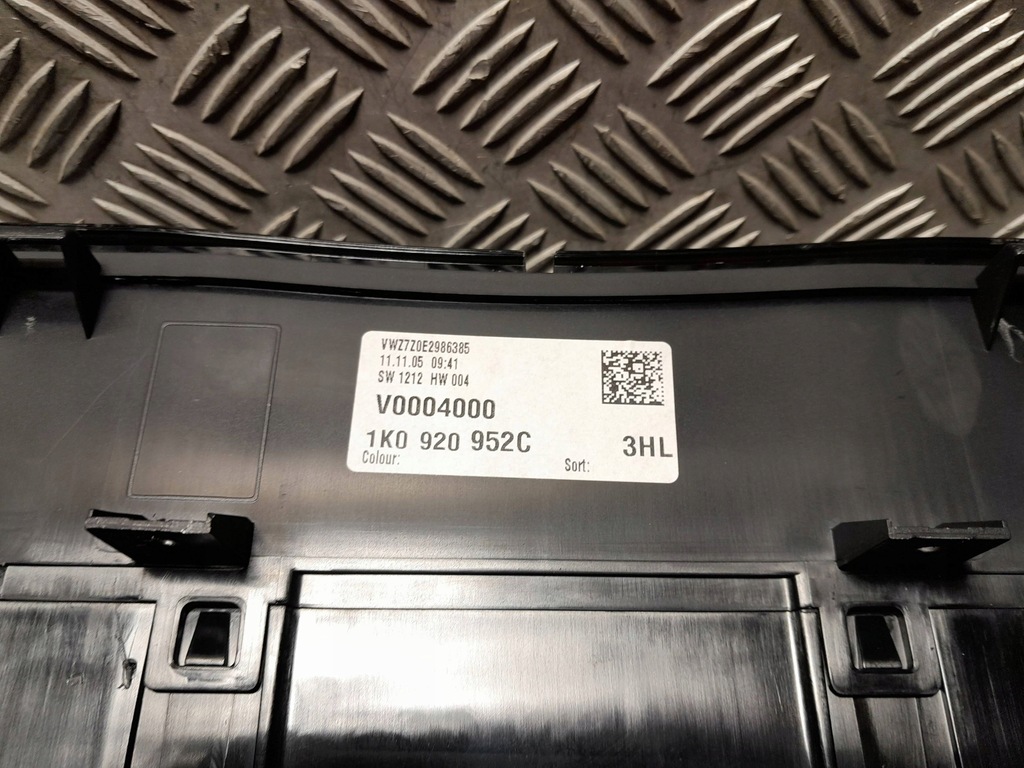 VWZ7Z0E2986385
11.11.05 09:41
SW 1212 HW 004
V0004000
1K0 920 952C 3HL
Colour: Sort: